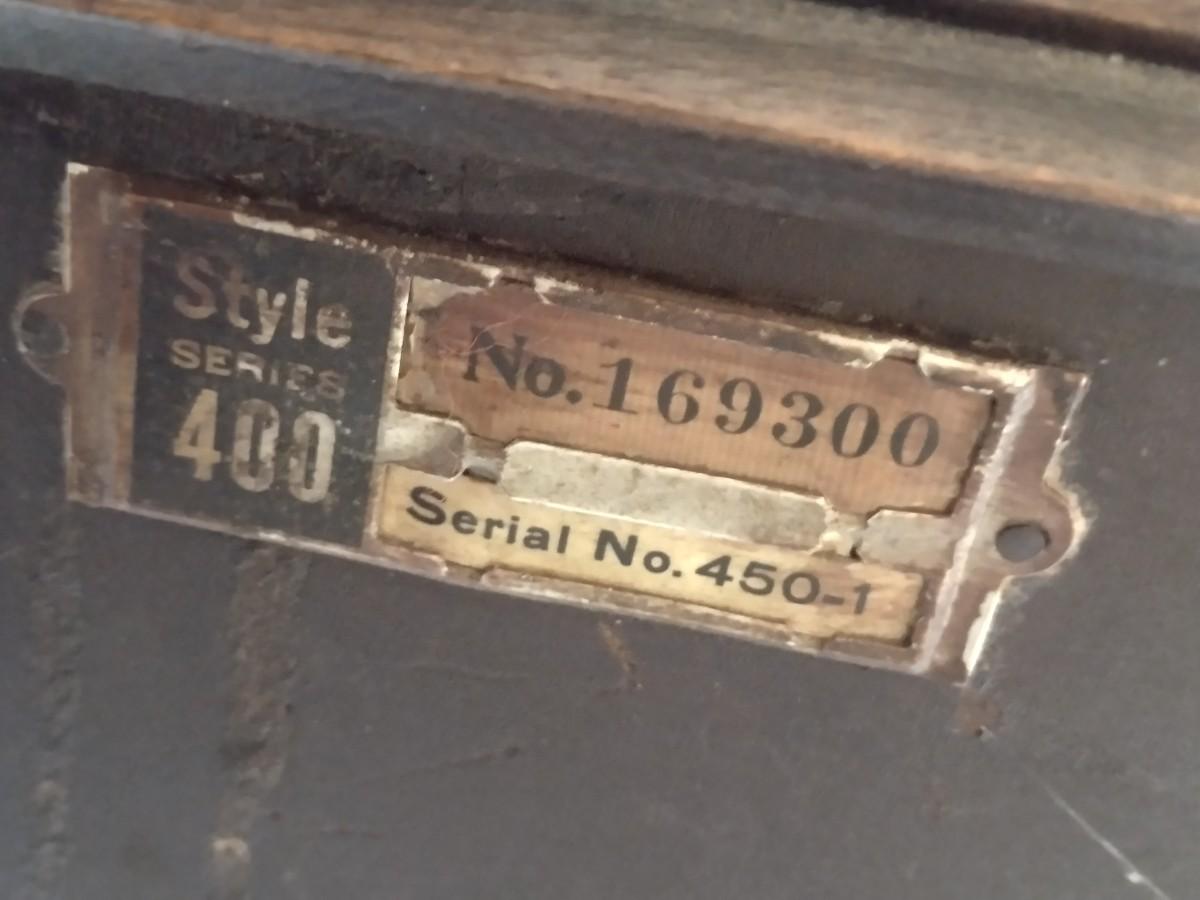 Style
SERIES
400
No. 169300
Serial No. 450-1